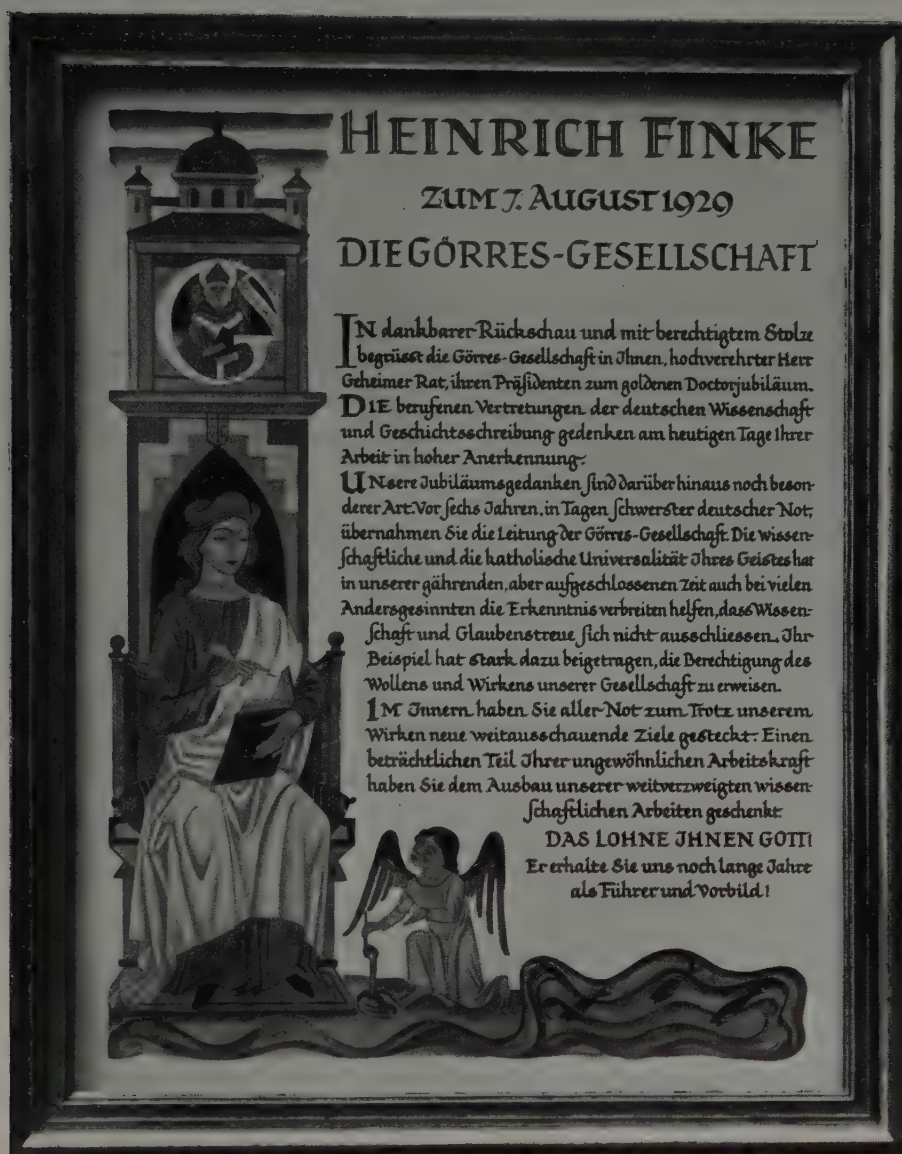 HEINRICH FINKE
ZUM 7. AUGUST 1929
DIE GÖRRES-GESELLSCHAFT
IN dankbarer Rückschau und mit berechtigtem Stolze
begrüsst die Görres-Gesellschaft in Ihnen, hochverehrter Herr
Geheimer Rat, ihren Präsidenten zum goldenen Doctorjubiläum.
DIE berufenen Vertretungen der deutschen Wissenschaft
und Geschichtsschreibung gedenken am heutigen Tage Ihrer
Arbeit in hoher Anerkennung.
UNsere Jubiläumsgedanken sind darüber hinaus noch beson-
derer Art. Vor sechs Jahren, in Tagen schwerster deutscher Not,
übernahmen Sie die Leitung der Görres-Gesellschaft. Die wissen-
schaftliche und die katholische Universalität Ihres Geistes hat
in unserer gährenden, aber aufgeschlossenen Zeit auch bei vielen
Andersgesinnten die Erkenntnis verbreiten helfen, dass Wissen-
schaft und Glaubenstreue sich nicht ausschliessen. Ihr
Beispiel hat stark dazu beigetragen, die Berechtigung des
Wollens und Wirkens unserer Gesellschaft zu erweisen.
IM Innern haben Sie aller Not zum Trotz unserem
Wirken neue weitausschauende Ziele gesteckt. Einen
beträchtlichen Teil Ihrer ungewöhnlichen Arbeitskraft
haben Sie dem Ausbau unserer weitverzweigten wissen-
schaftlichen Arbeiten geschenkt.
DAS LOHNE IHNEN GOTT!
Er erhalte Sie uns noch lange Jahre
als Führer und Vorbild!